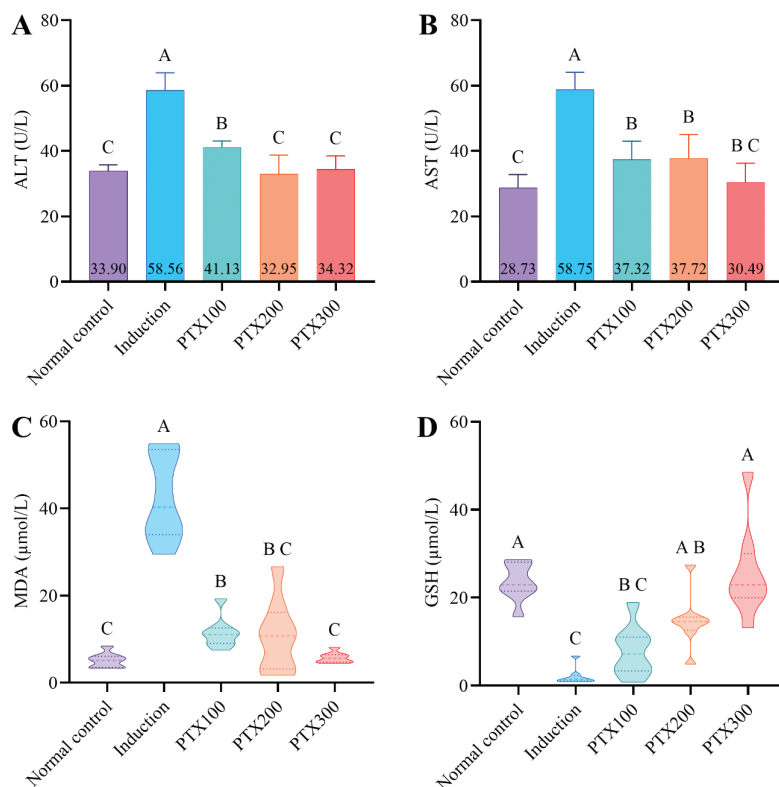 A
ALT (U/L)
80
60
40
20
0
C
A
B
C
C
33.90
58.56
41.13
32.95
34.32
Normal control
Induction
PTX100
PTX200
PTX300
B
AST (U/L)
80
60
40
20
0
C
A
B
B
B C
28.73
58.75
37.32
37.72
30.49
Normal control
Induction
PTX100
PTX200
PTX300
C
MDA (µmol/L)
60
40
20
0
C
A
B
B C
C
Normal control
Induction
PTX100
PTX200
PTX300
D
GSH (µmol/L)
60
40
20
0
A
C
B C
A B
A
Normal control
Induction
PTX100
PTX200
PTX300